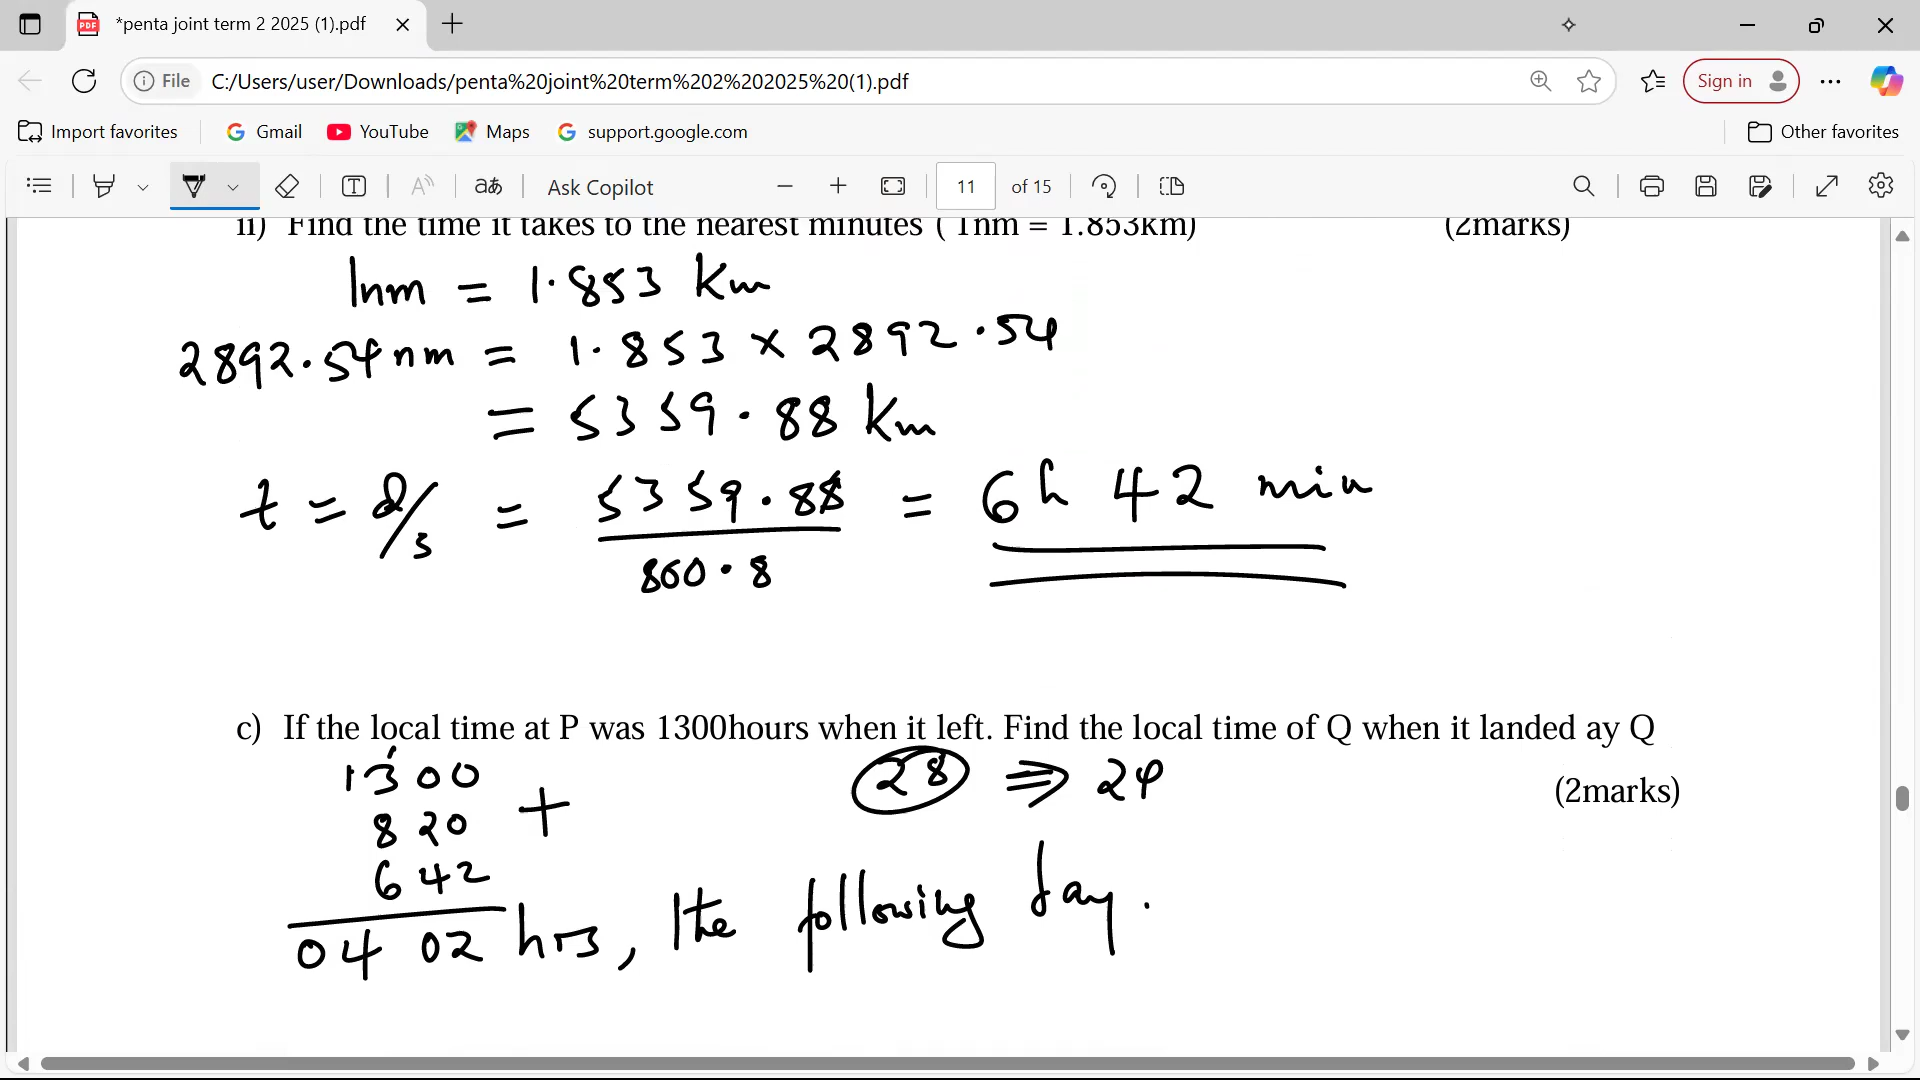 *penta joint term 2 2025 (1).pdf
File C:/Users/user/Downloads/penta%20joint%20term%202%202025%20(1).pdf
Sign in
Import favorites Gmail YouTube Maps support.google.com Other favorites
Ask Copilot 11 of 15
ii) Find the time it takes to the nearest minutes ( 1nm = 1.853km) (2marks)
1nm = 1.853 Km
2892.54 nm = 1.853 x 2892.54
= 5359.88 Km
t = d/s = 5359.88 / 800.8 = 6h 42 min
c) If the local time at P was 1300hours when it left. Find the local time of Q when it landed ay Q
(2marks)
1300
28 ⇒ 24
820 +
642
04 02 hrs, the following day.